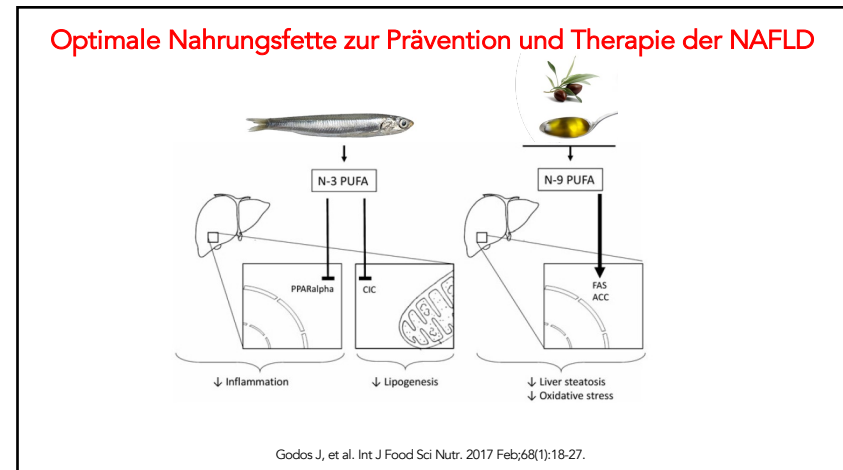 Optimale Nahrungsfette zur Prävention und Therapie der NAFLD
N-3 PUFA
N-9 PUFA
PPARalpha
CIC
FAS
ACC
↓ Inflammation
↓ Lipogenesis
↓ Liver steatosis
↓ Oxidative stress
Godos J, et al. Int J Food Sci Nutr. 2017 Feb;68(1):18-27.